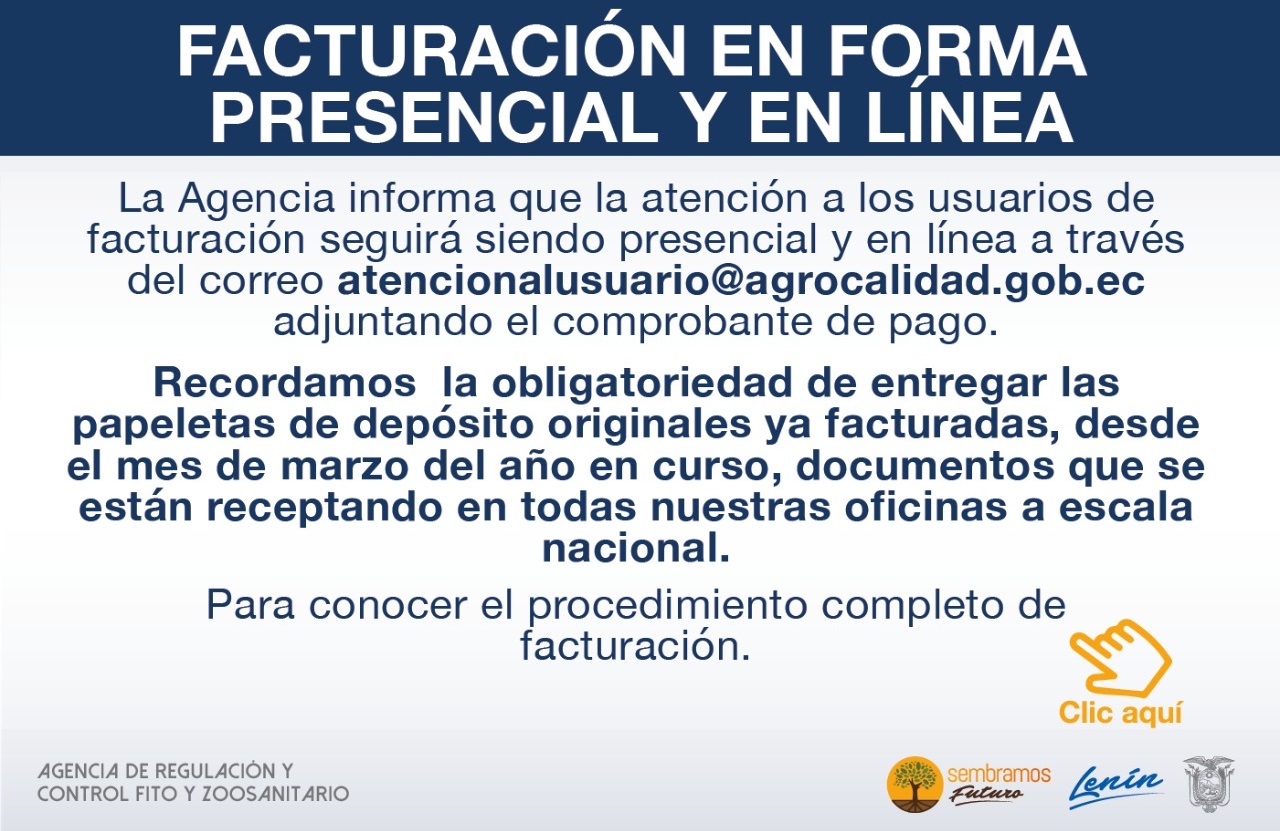 FACTURACIÓN EN FORMA
PRESENCIAL Y EN LÍNEA
La Agencia informa que la atención a los usuarios de
facturación seguirá siendo presencial y en línea a través
del correo atencionalusuario@agrocalidad.gob.ec
adjuntando el comprobante de pago.
Recordamos  la obligatoriedad de entregar las
papeletas de depósito originales ya facturadas, desde
el mes de marzo del año en curso, documentos que se
están receptando en todas nuestras oficinas a escala
nacional.
Para conocer el procedimiento completo de
facturación.
Clic aquí
AGENCIA DE REGULACIÓN Y
CONTROL FITO Y ZOOSANITARIO
sembramos
Futuro
Lenín